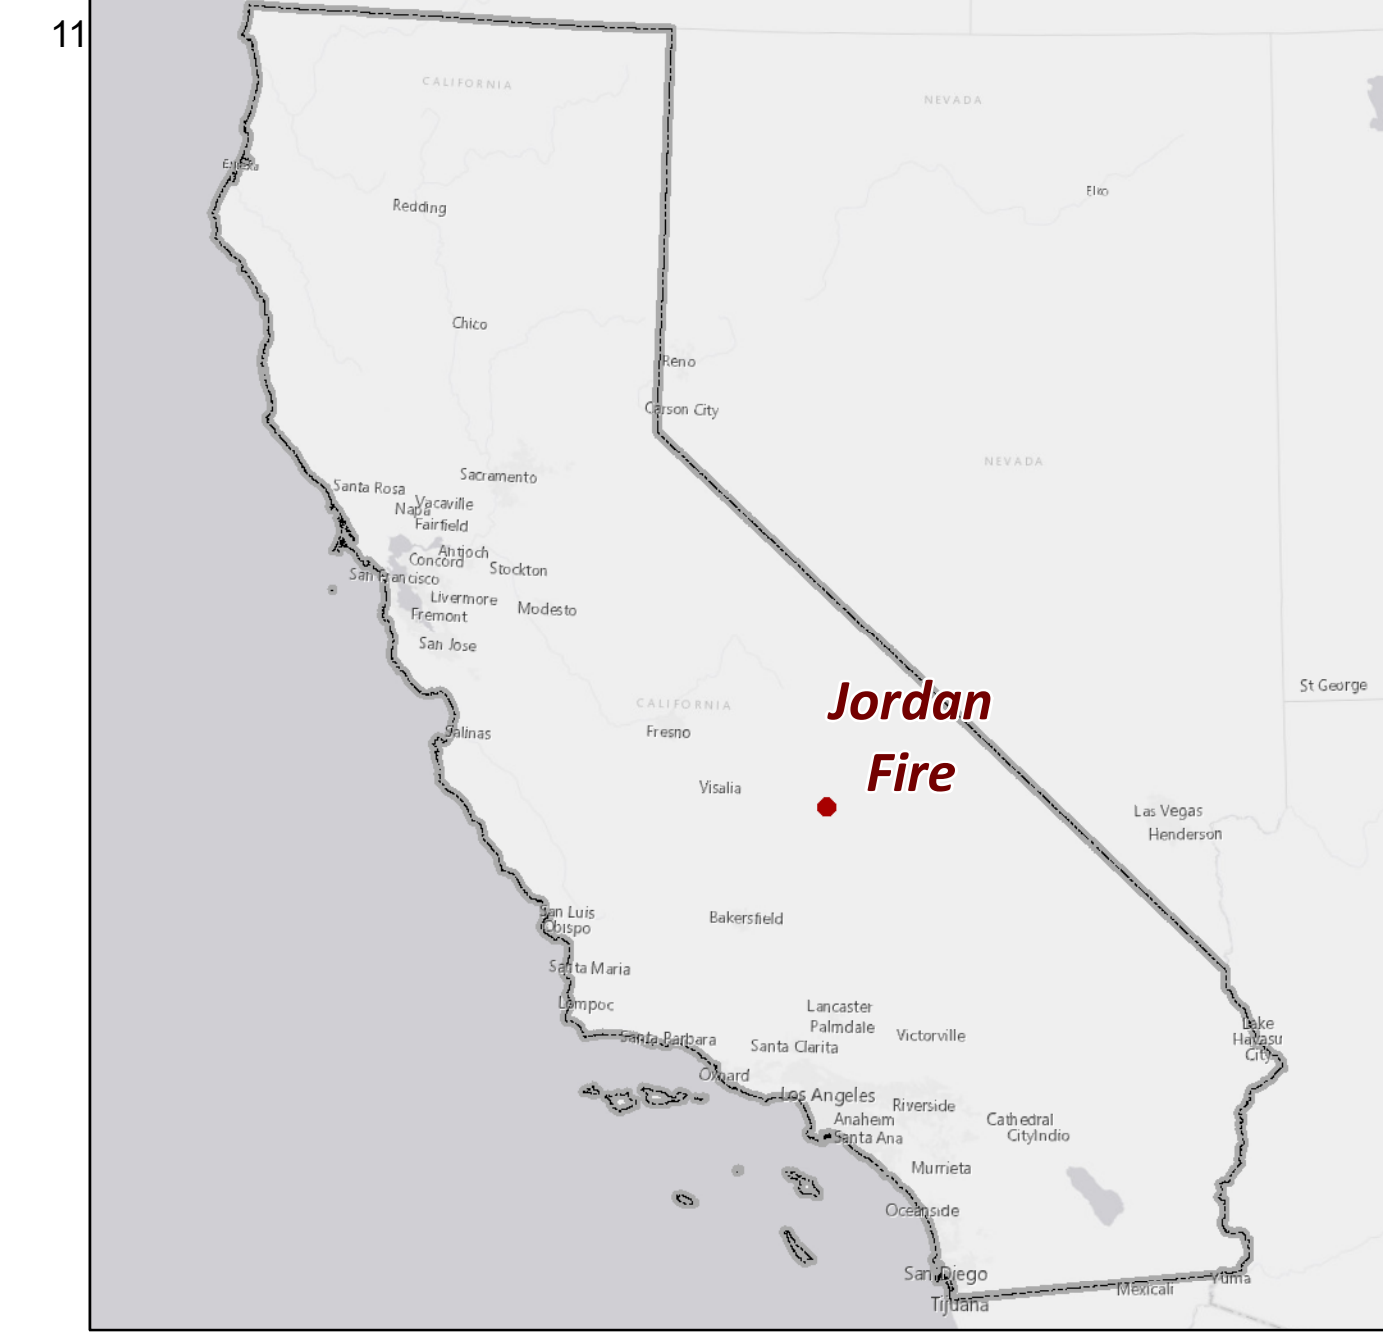 11
CALIFORNIA
NEVADA
Eureka
Elko
Redding
Chico
Reno
Carson City
NEVADA
Sacramento
Santa Rosa
Vacaville
Napa
Fairfield
Antioch
Concord
Stockton
San Francisco
Livermore
Modesto
Fremont
San Jose
St George
Jordan
Fire
CALIFORNIA
Salinas
Fresno
Visalia
Las Vegas
Henderson
San Luis
Obispo
Bakersfield
Santa Maria
Lompoc
Lancaster
Palmdale
Victorville
Santa Barbara
Santa Clarita
Lake
Havasu
City
Oxnard
Los Angeles
Riverside
Anaheim
Cathedral
CityIndio
Santa Ana
Murrieta
Oceanside
San Diego
Tijuana
Mexicali
Yuma